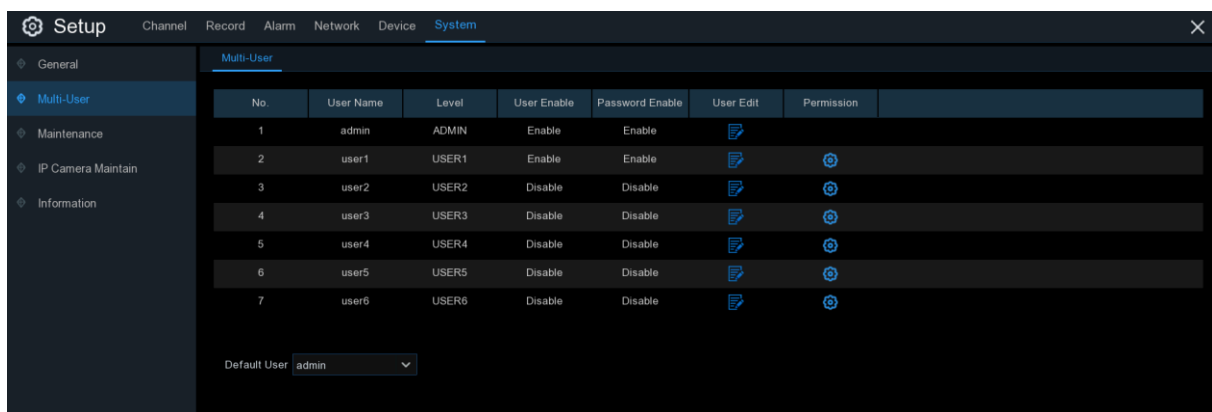 Setup Channel Record Alarm Network Device System
General
Multi-User
Maintenance
IP Camera Maintain
Information
Multi-User
No. User Name Level User Enable Password Enable User Edit Permission
1 admin ADMIN Enable Enable
2 user1 USER1 Enable Enable
3 user2 USER2 Disable Disable
4 user3 USER3 Disable Disable
5 user4 USER4 Disable Disable
6 user5 USER5 Disable Disable
7 user6 USER6 Disable Disable
Default User admin